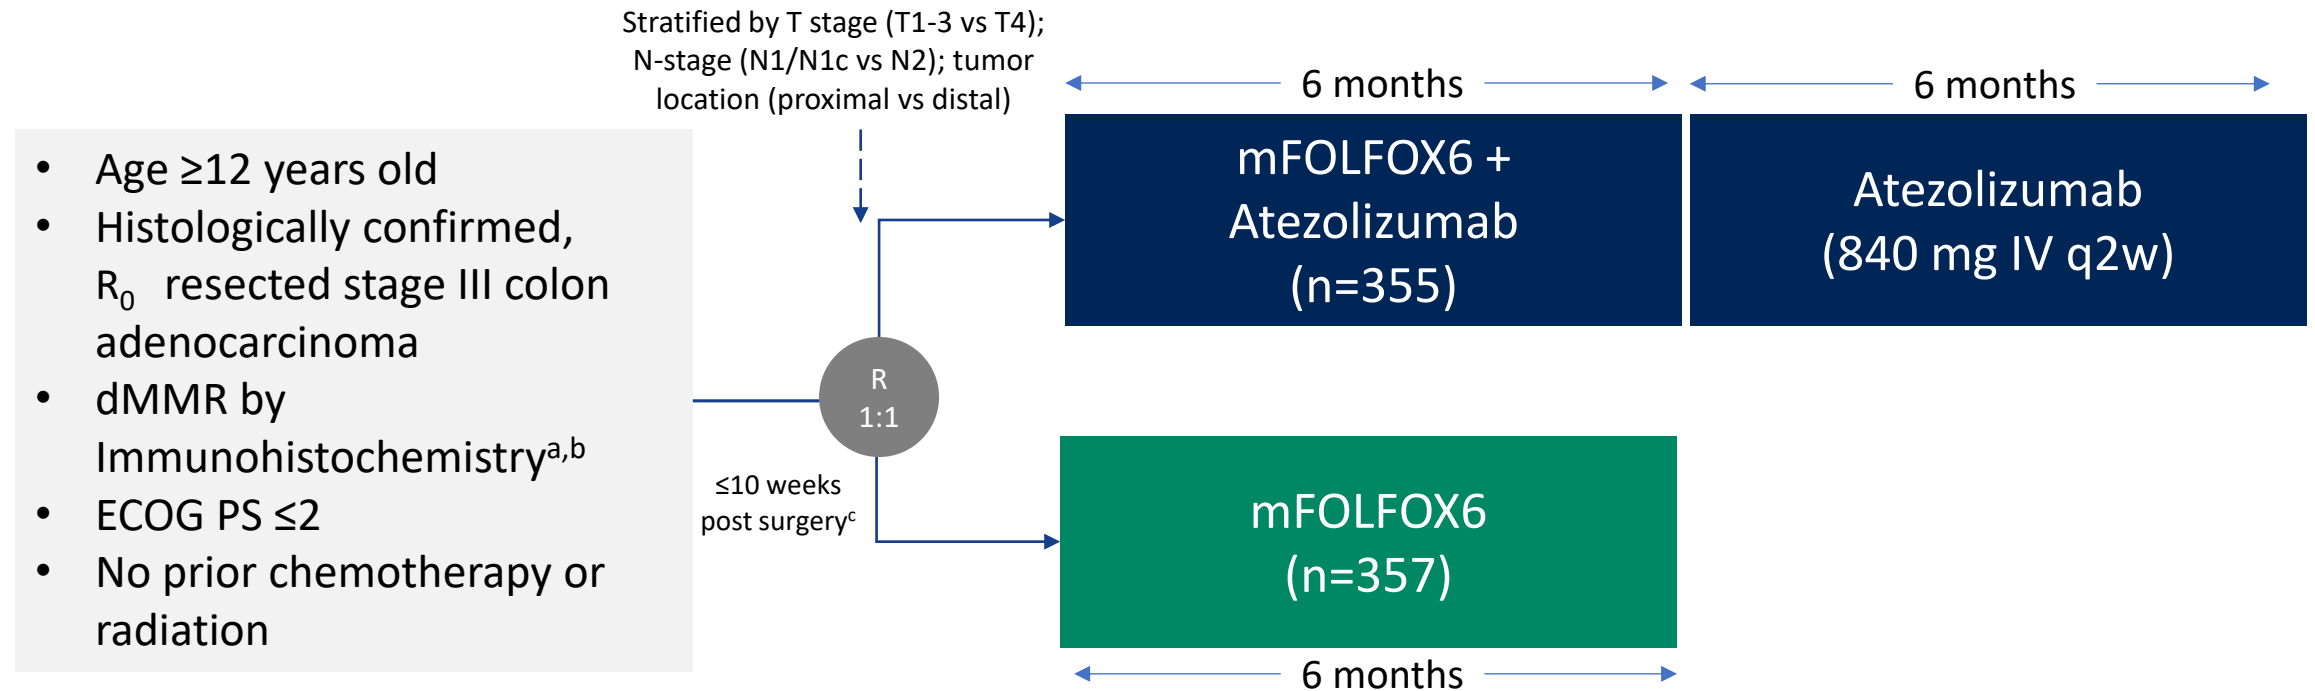 Stratified by T stage (T1-3 vs T4);
N-stage (N1/N1c vs N2); tumor
location (proximal vs distal)
6 months
6 months
• Age ≥12 years old
• Histologically confirmed,
R₀ resected stage III colon
adenocarcinoma
• dMMR by
Immunohistochemistryᵃ,ᵇ
• ECOG PS ≤2
• No prior chemotherapy or
radiation
R
1:1
≤10 weeks
post surgeryᶜ
mFOLFOX6 +
Atezolizumab
(n=355)
Atezolizumab
(840 mg IV q2w)
mFOLFOX6
(n=357)
6 months